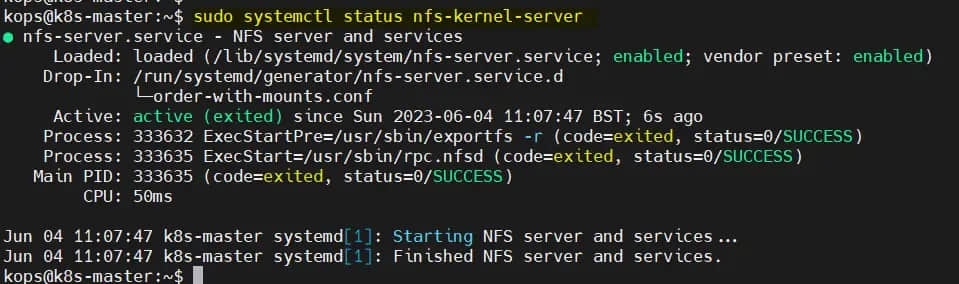 kops@k8s-master:~$
kops@k8s-master:~$ sudo systemctl status nfs-kernel-server
● nfs-server.service - NFS server and services
     Loaded: loaded (/lib/systemd/system/nfs-server.service; enabled; vendor preset: enabled)
    Drop-In: /run/systemd/generator/nfs-server.service.d
             └─order-with-mounts.conf
     Active: active (exited) since Sun 2023-06-04 11:07:47 BST; 6s ago
    Process: 333632 ExecStartPre=/usr/sbin/exportfs -r (code=exited, status=0/SUCCESS)
    Process: 333635 ExecStart=/usr/sbin/rpc.nfsd (code=exited, status=0/SUCCESS)
   Main PID: 333635 (code=exited, status=0/SUCCESS)
        CPU: 50ms

Jun 04 11:07:47 k8s-master systemd[1]: Starting NFS server and services...
Jun 04 11:07:47 k8s-master systemd[1]: Finished NFS server and services.
kops@k8s-master:~$